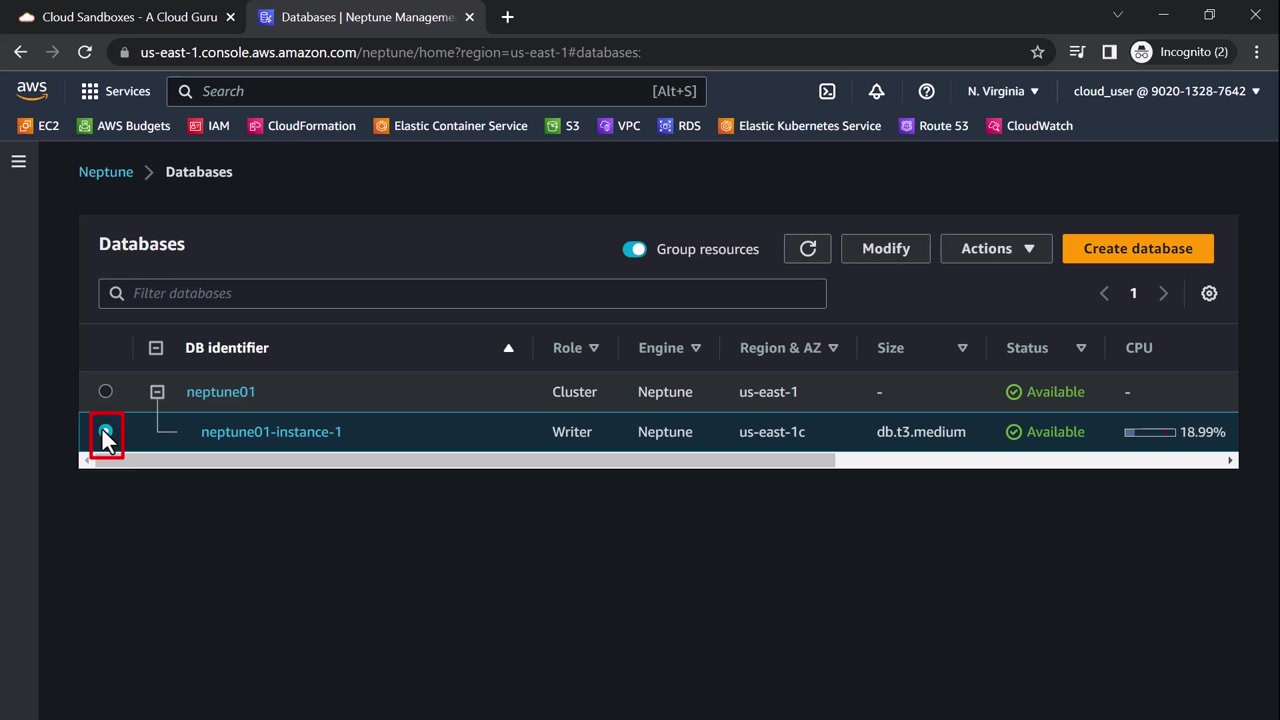 Cloud Sandboxes - A Cloud Guru
Databases | Neptune Manageme
us-east-1.console.aws.amazon.com/neptune/home?region=us-east-1#databases:
Incognito (2)
aws
Services
Search
[Alt+S]
N. Virginia
cloud_user @ 9020-1328-7642
EC2
AWS Budgets
IAM
CloudFormation
Elastic Container Service
S3
VPC
RDS
Elastic Kubernetes Service
Route 53
CloudWatch
Neptune
Databases
Databases
Group resources
Modify
Actions
Create database
Filter databases
1
DB identifier
Role
Engine
Region & AZ
Size
Status
CPU
neptune01
Cluster
Neptune
us-east-1
-
Available
-
neptune01-instance-1
Writer
Neptune
us-east-1c
db.t3.medium
Available
18.99%